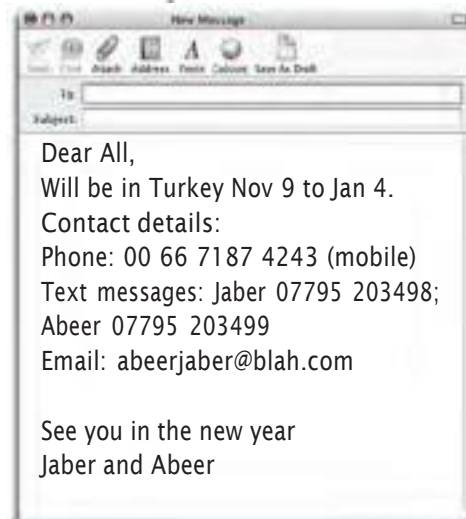 New Message
Attach Address Fonts Colours Save As Draft
To:
Subject:
Dear All,
Will be in Turkey Nov 9 to Jan 4.
Contact details:
Phone: 00 66 7187 4243 (mobile)
Text messages: Jaber 07795 203498;
Abeer 07795 203499
Email: abeerjaber@blah.com
See you in the new year
Jaber and Abeer